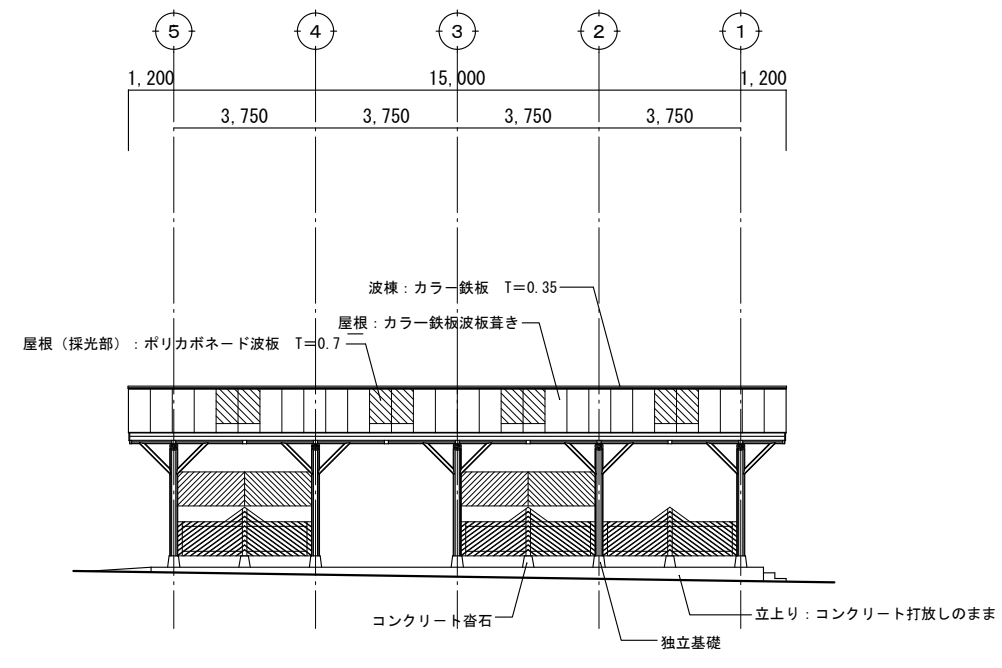 5 4 3 2 1
1,200 15,000 1,200
3,750 3,750 3,750 3,750
波棟：カラー鉄板　T=0.35
屋根：カラー鉄板波板葺き
屋根（採光部）：ポリカボネード波板　T=0.7
コンクリート沓石
立上り：コンクリート打放しのまま
独立基礎